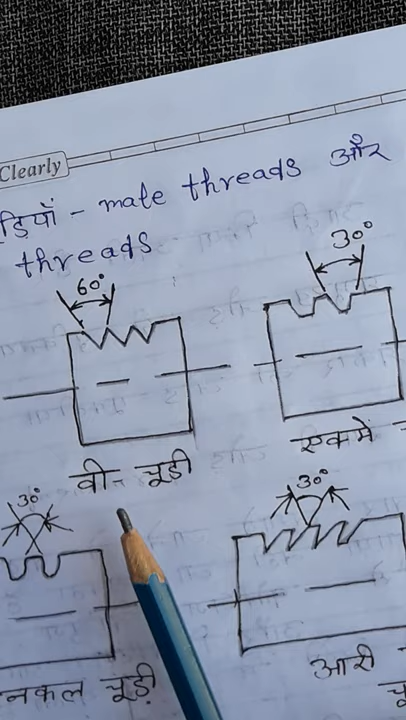 Clearly
male threads और
threads
60° 30°
वी - चूड़ी
एकमे
30° 30°
आरी
नकल चूड़ी